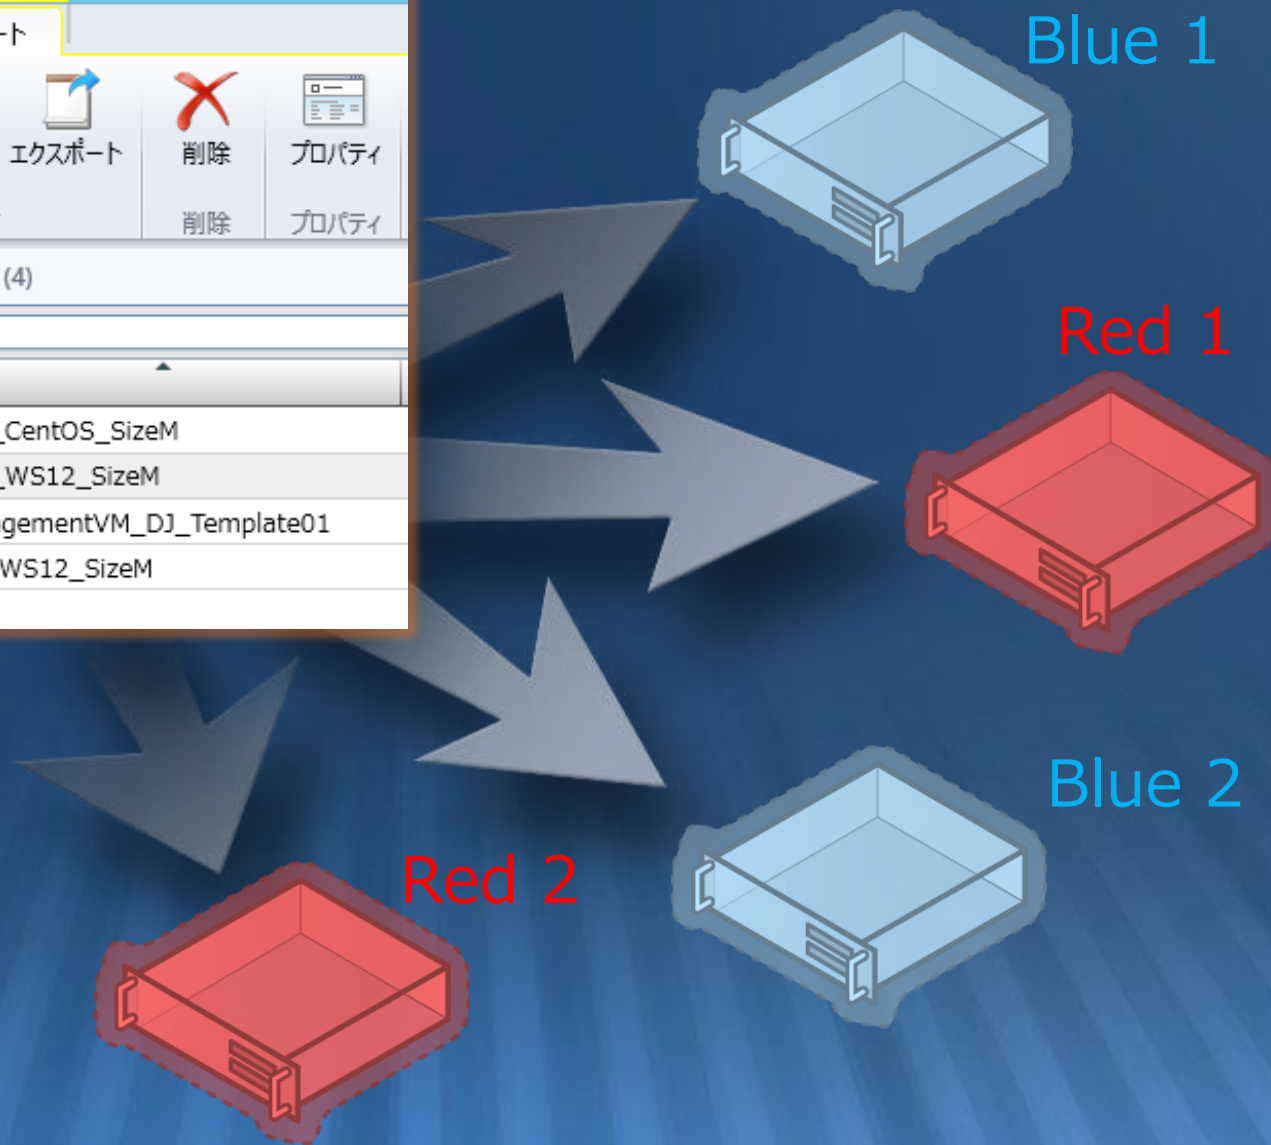 ート
エクスポート
削除
プロパティ
削除
プロパティ
(4)
_CentOS_SizeM
_WS12_SizeM
gementVM_DJ_Template01
WS12_SizeM
Blue 1
Red 1
Blue 2
Red 2